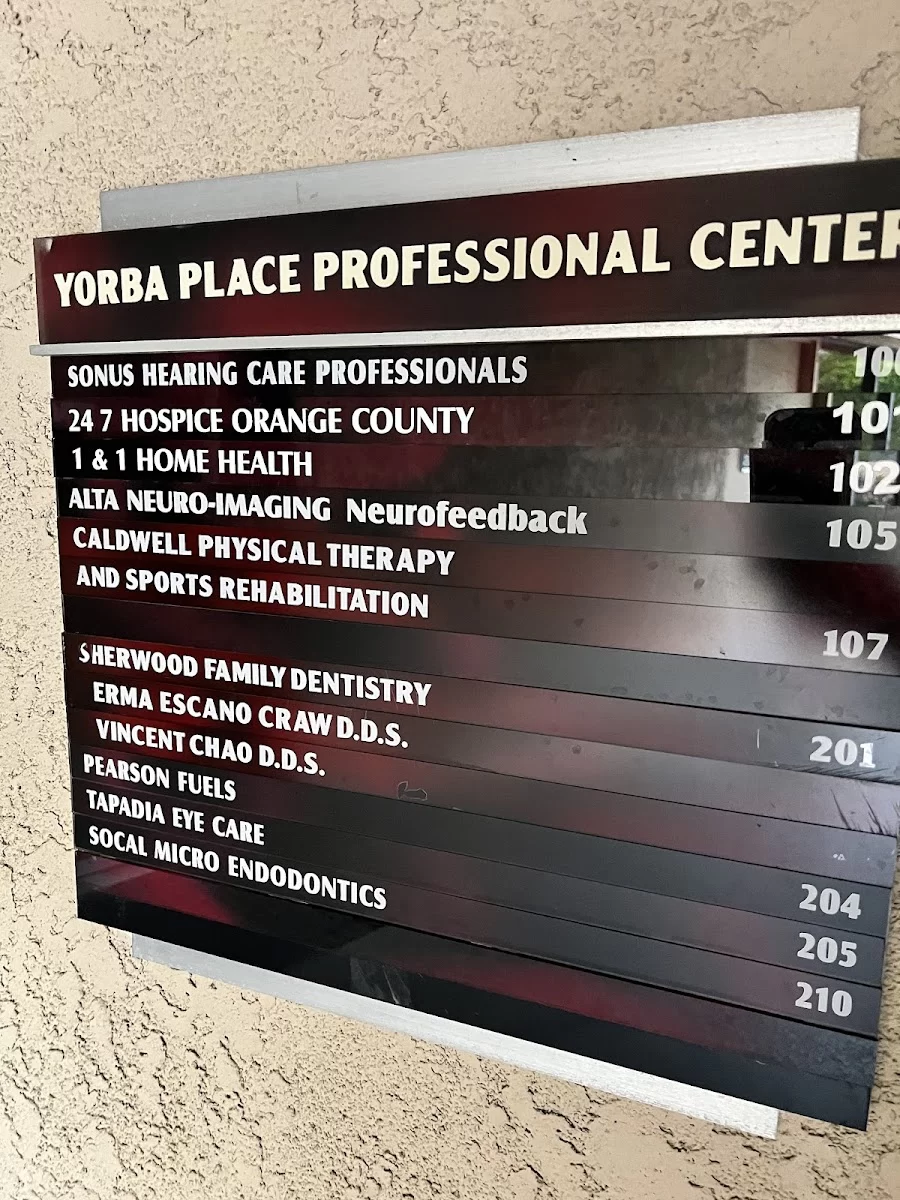 YORBA PLACE PROFESSIONAL CENTER
SONUS HEARING CARE PROFESSIONALS 100
24 7 HOSPICE ORANGE COUNTY 101
1 & 1 HOME HEALTH 102
ALTA NEURO-IMAGING Neurofeedback 105
CALDWELL PHYSICAL THERAPY
AND SPORTS REHABILITATION 107
SHERWOOD FAMILY DENTISTRY 201
ERMA ESCANO CRAW D.D.S.
VINCENT CHAO D.D.S.
PEARSON FUELS 204
TAPADIA EYE CARE 205
SOCAL MICRO ENDODONTICS 210